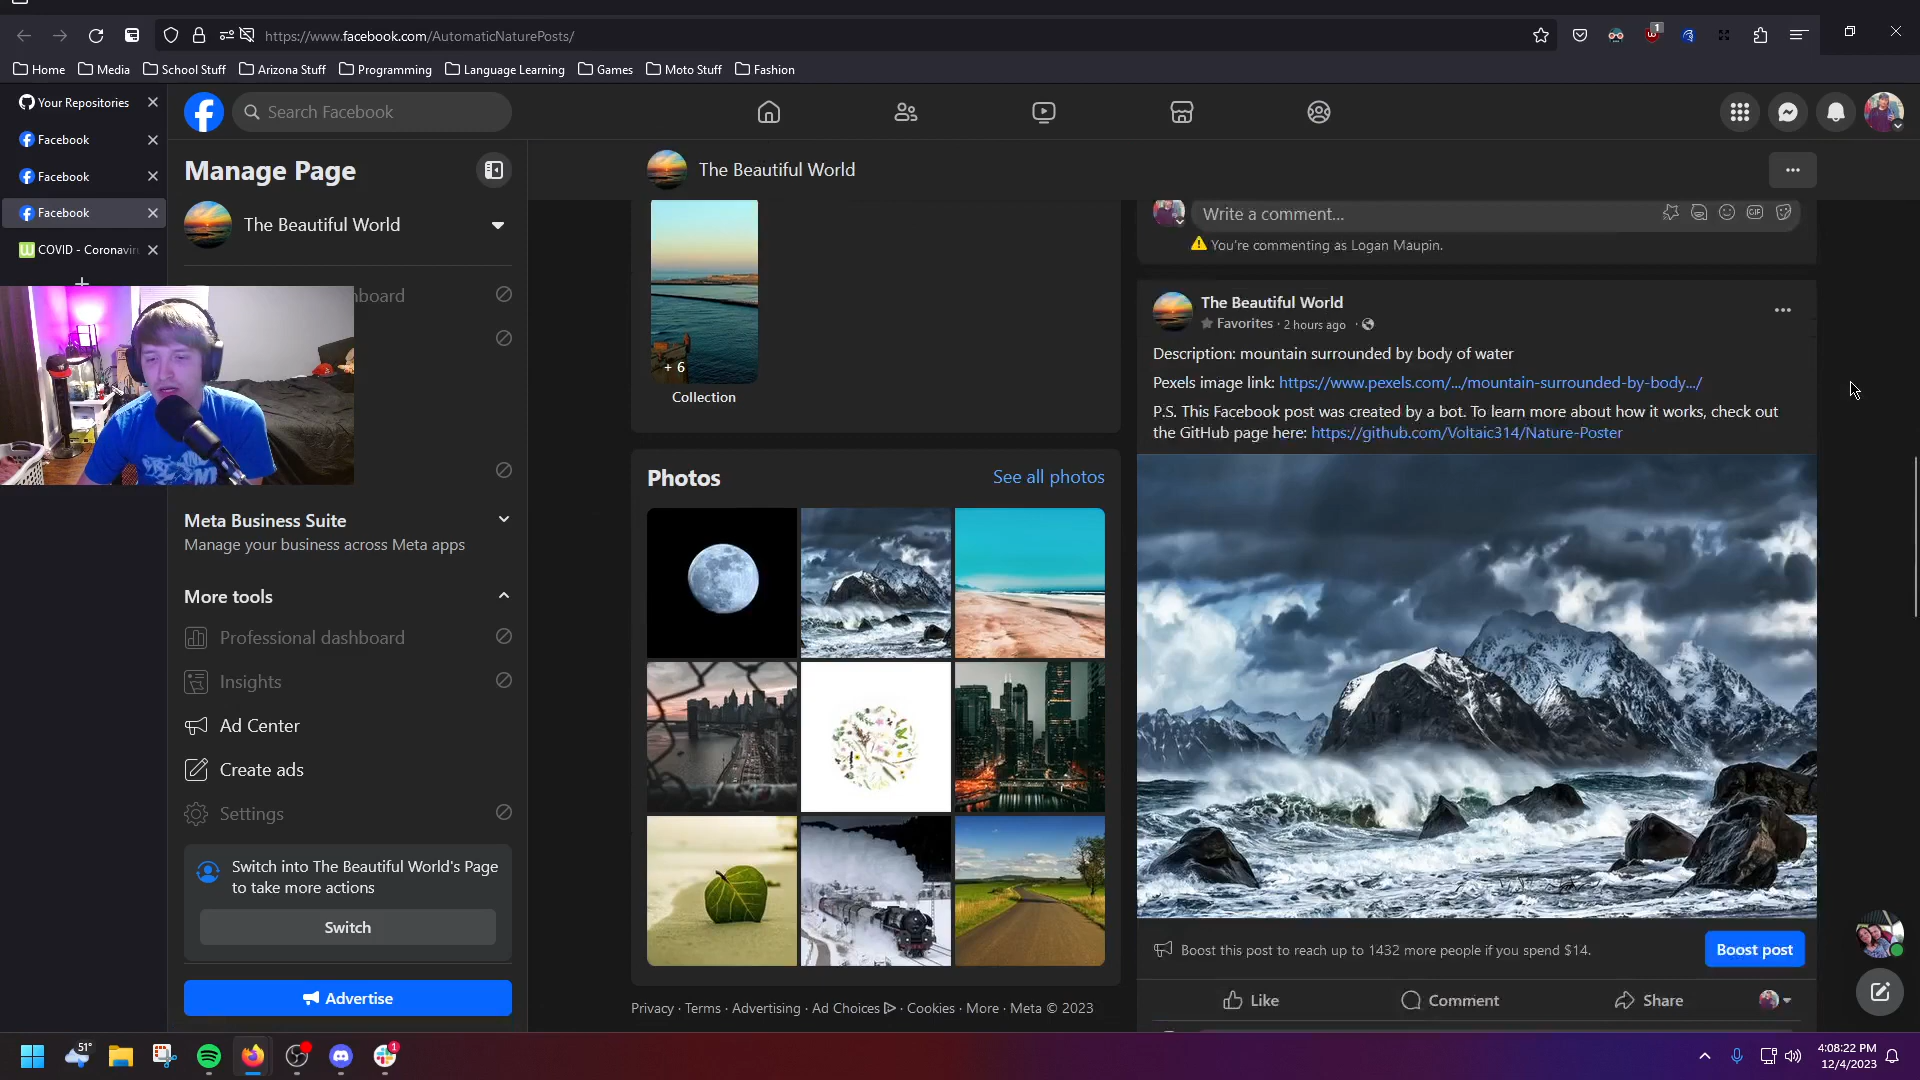 https://www.facebook.com/AutomaticNaturePosts/
1
Home
Media
School Stuff
Arizona Stuff
Programming
Language Learning
Games
Moto Stuff
Fashion
Your Repositories
Facebook
Facebook
Facebook
COVID - Coronaviru
Search Facebook
Manage Page
The Beautiful World
hboard
Meta Business Suite
Manage your business across Meta apps
More tools
Professional dashboard
Insights
Ad Center
Create ads
Settings
Switch into The Beautiful World's Page
to take more actions
Switch
Advertise
The Beautiful World
+ 6
Collection
Photos
See all photos
Privacy · Terms · Advertising · Ad Choices · Cookies · More · Meta © 2023
Write a comment...
GIF
You're commenting as Logan Maupin.
The Beautiful World
Favorites · 2 hours ago ·
Description: mountain surrounded by body of water
Pexels image link: https://www.pexels.com/.../mountain-surrounded-by-body.../
P.S. This Facebook post was created by a bot. To learn more about how it works, check out
the GitHub page here: https://github.com/Voltaic314/Nature-Poster
Boost this post to reach up to 1432 more people if you spend $14.
Boost post
Like
Comment
Share
51°
1
4:08:22 PM
12/4/2023